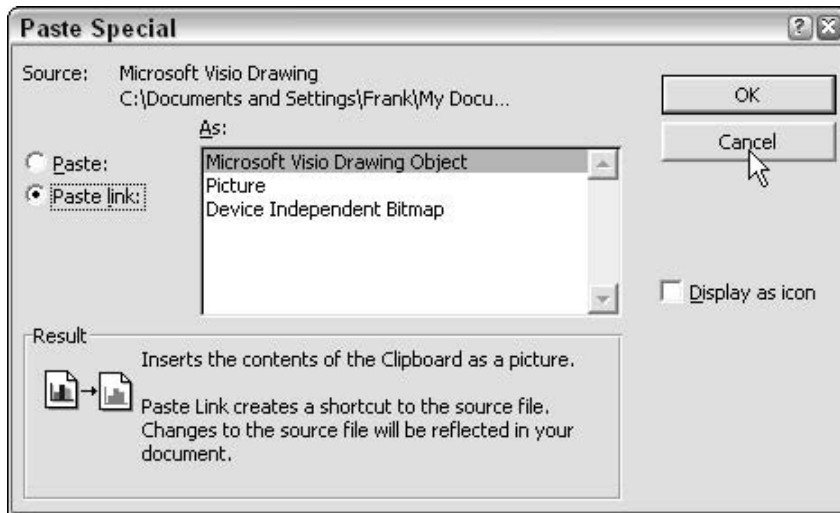 Paste Special
Source: Microsoft Visio Drawing
C:\Documents and Settings\Frank\My Docu...
As:
Paste:
Paste link:
Microsoft Visio Drawing Object
Picture
Device Independent Bitmap
OK
Cancel
Display as icon
Result
Inserts the contents of the Clipboard as a picture.
Paste Link creates a shortcut to the source file.
Changes to the source file will be reflected in your
document.